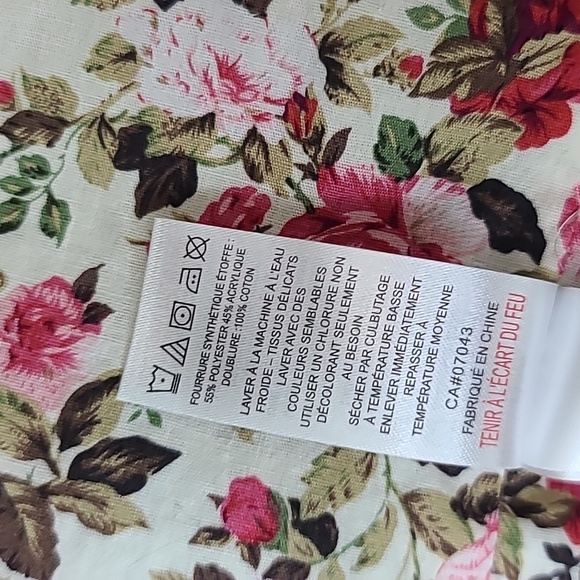 FOURRURE SYNTHÉTIQUE ÉTOFFE :
55% POLYESTER 45% ACRYLIQUE
DOUBLURE :100% COTON
LAVER À LA MACHINE À L'EAU
FROIDE - TISSUS DÉLICATS
LAVER AVEC DES
COULEURS SEMBLABLES
UTILISER UN CHLORURE NON
DÉCOLORANT SEULEMENT
AU BESOIN
SÉCHER PAR CULBUTAGE
À TEMPÉRATURE BASSE
ENLEVER IMMÉDIATEMENT
REPASSER À
TEMPÉRATURE MOYENNE
CA#07043
FABRIQUÉ EN CHINE
TENIR À L'ÉCART DU FEU